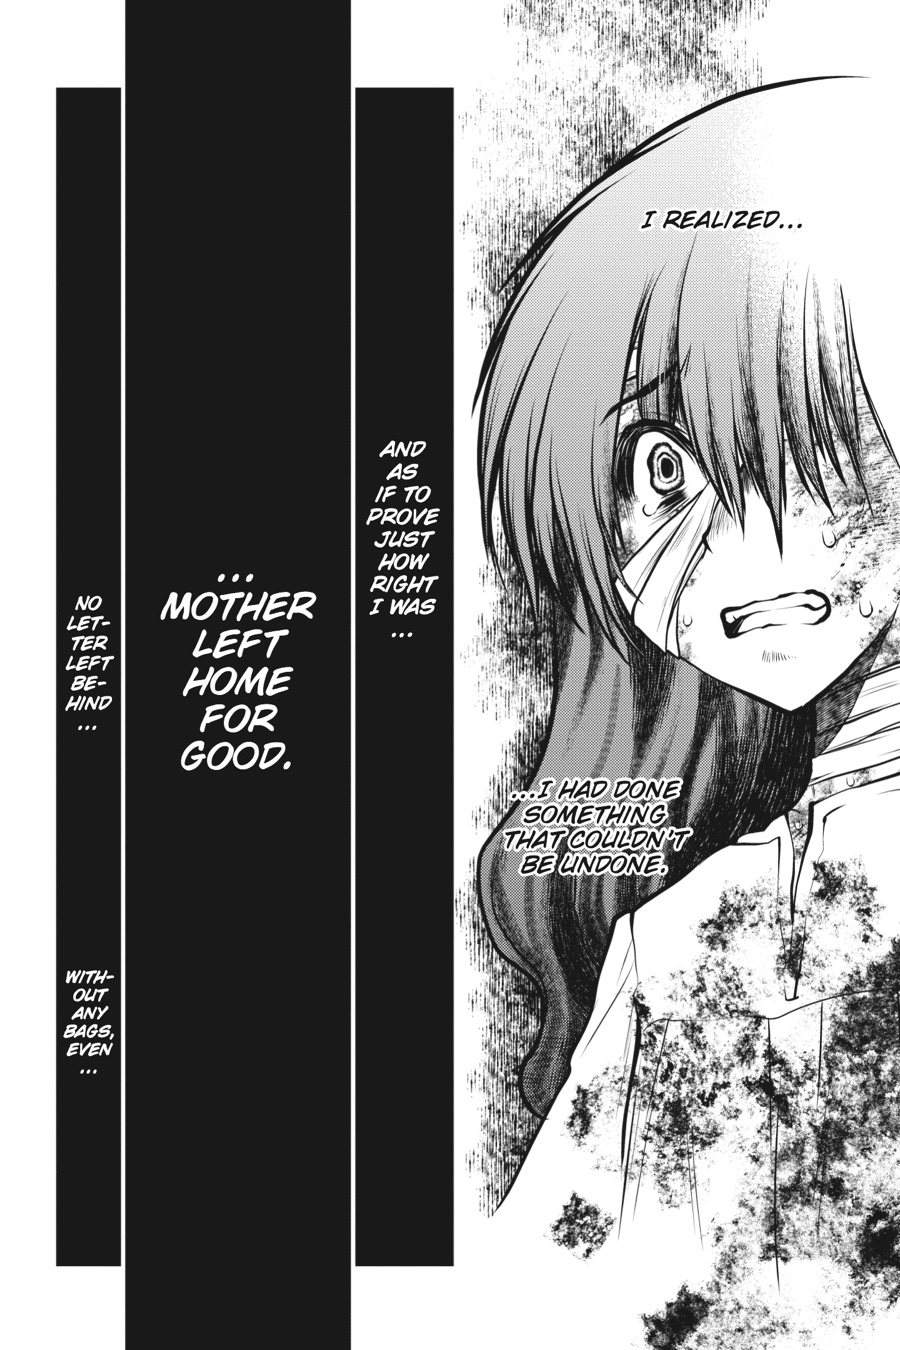 I REALIZED...
...I HAD DONE
SOMETHING
THAT COULDN'T
BE UNDONE.
AND
AS
IF TO
PROVE
JUST
HOW
RIGHT
I WAS
...
...
MOTHER
LEFT
HOME
FOR
GOOD.
NO
LET-
TER
LEFT
BE-
HIND
...
WITH-
OUT
ANY
BAGS,
EVEN
...